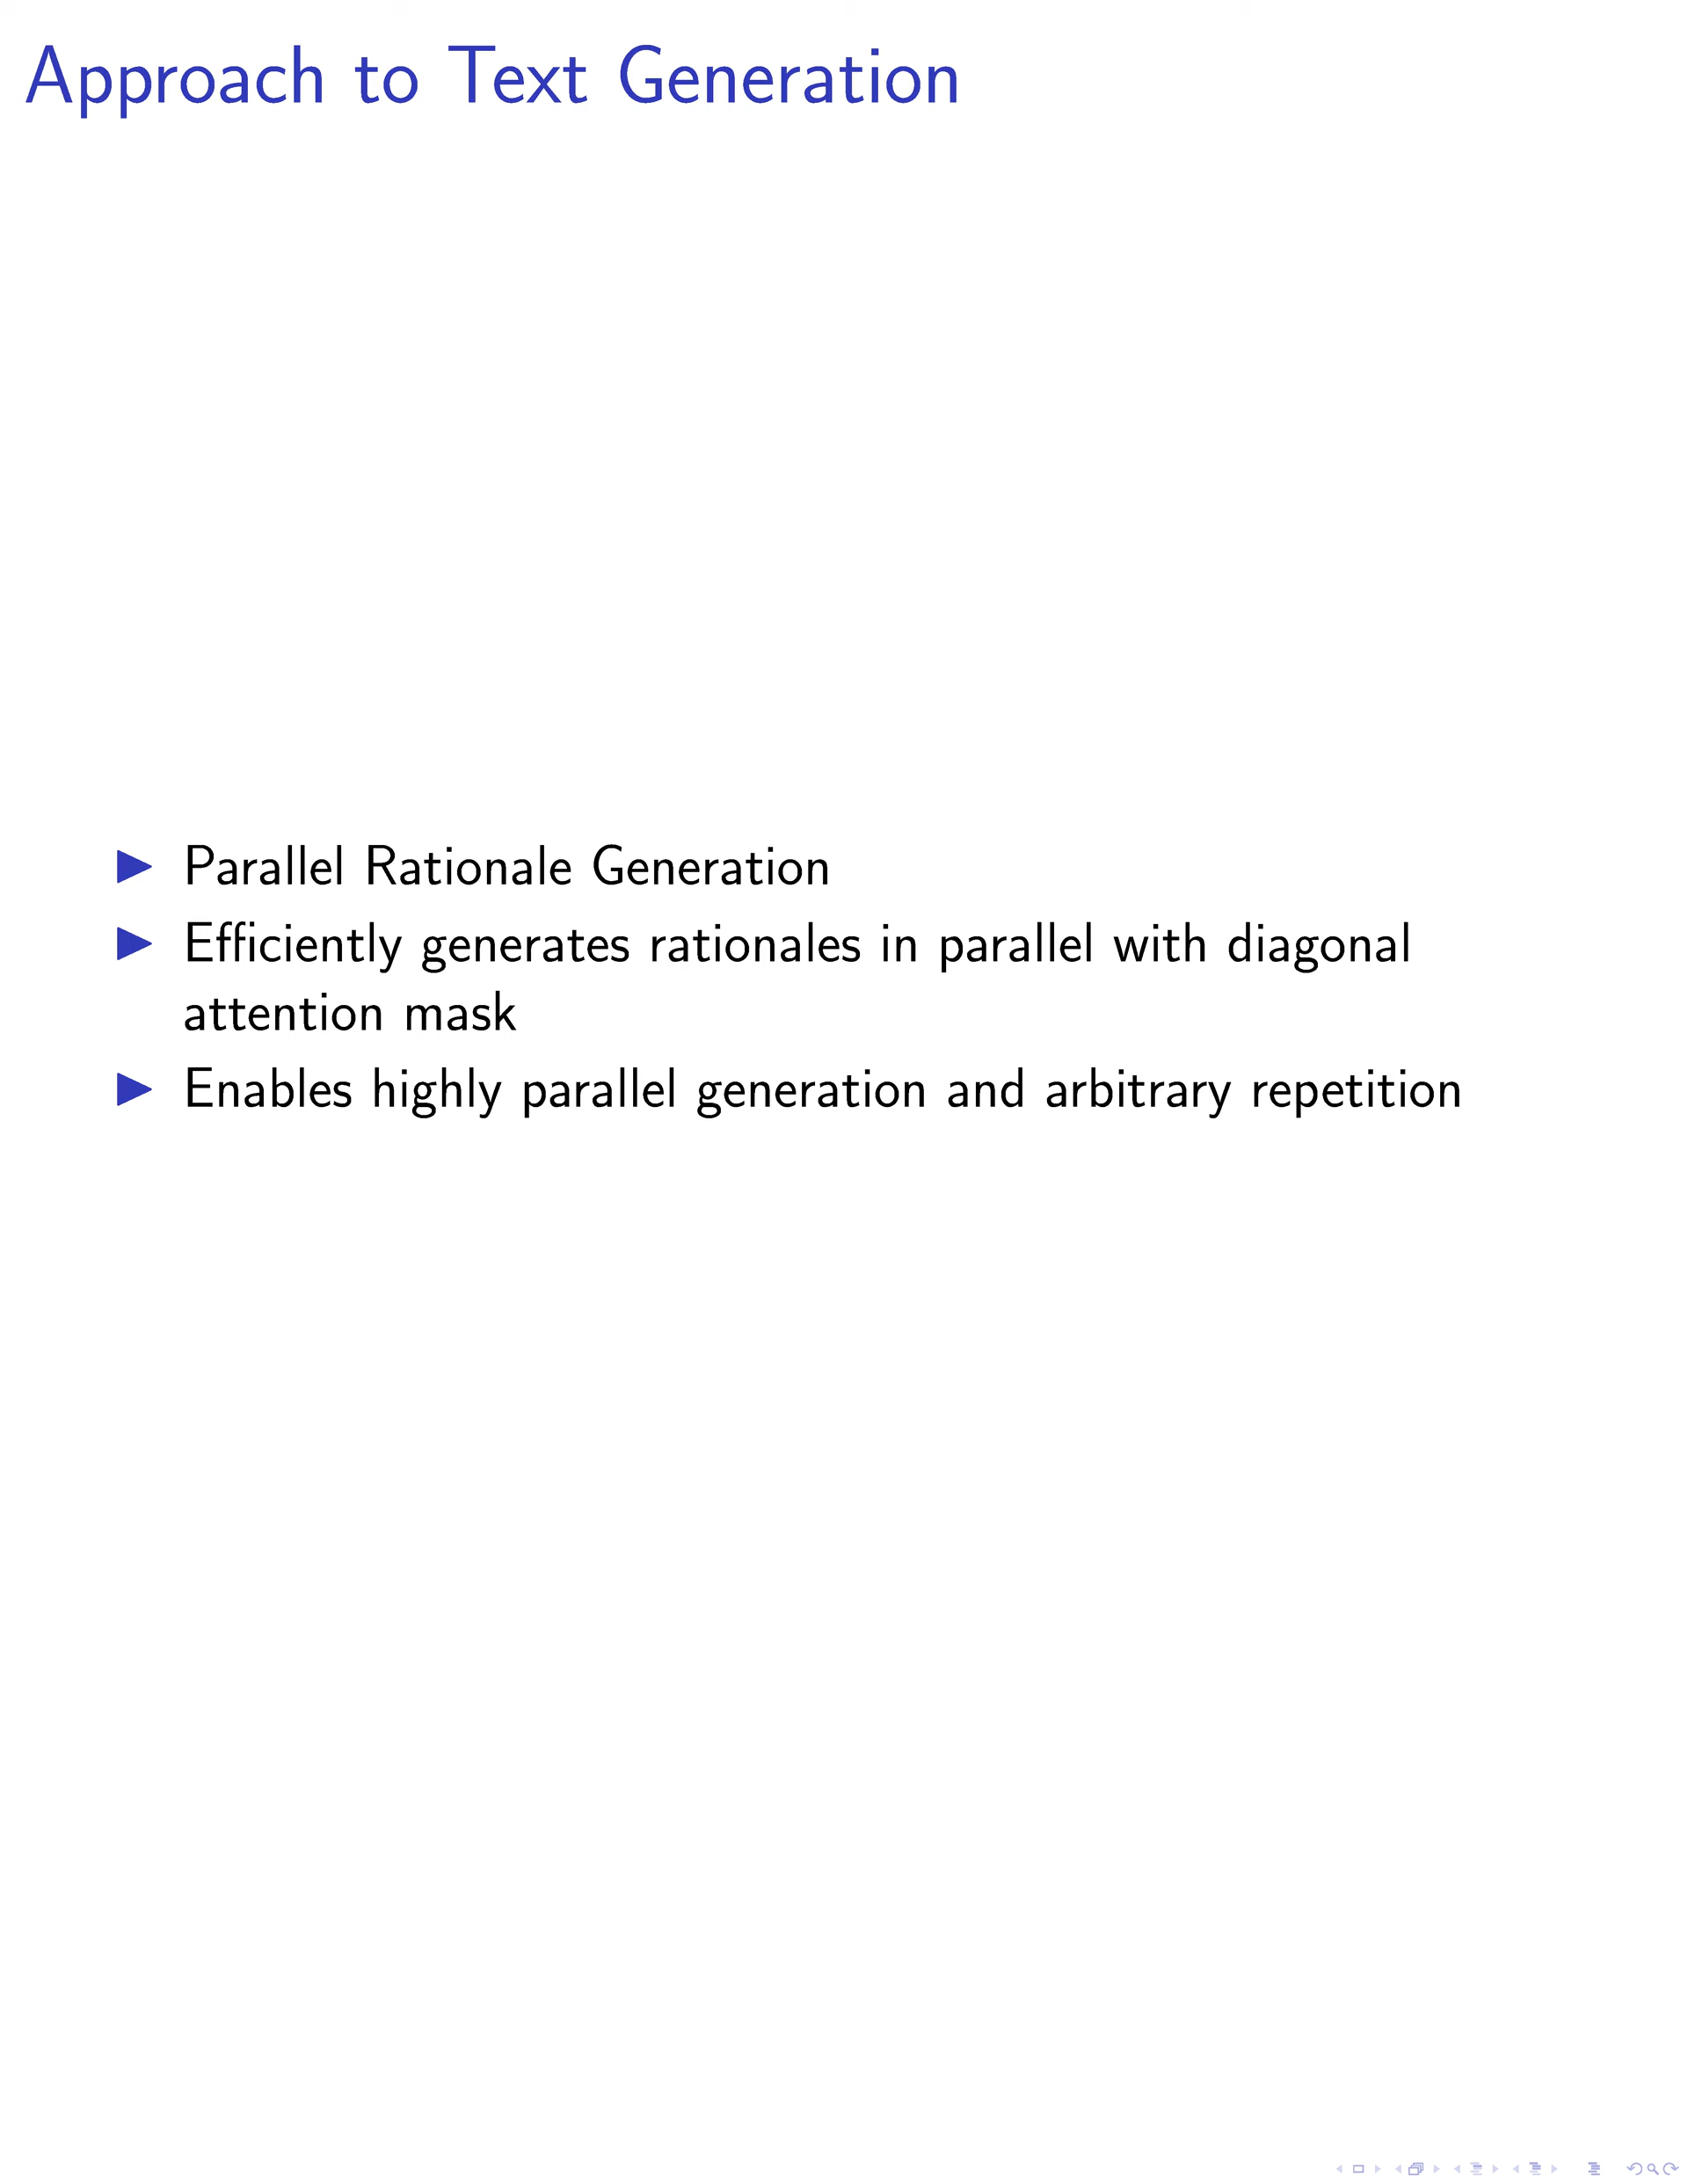 Approach to Text Generation
Parallel Rationale Generation
Efficiently generates rationales in parallel with diagonal
attention mask
Enables highly parallel generation and arbitrary repetition